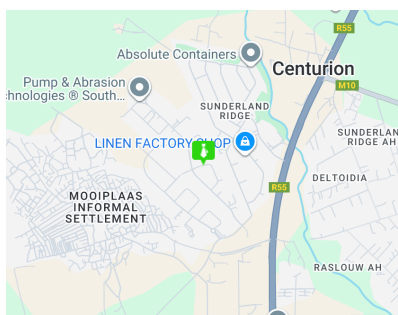 R55
Absolute Containers
Centurion
Pump & Abrasion
chnologies ® South...
M10
SUNDERLAND
RIDGE
SUNDERLAN
RIDGE AH
LINEN FACTORY SHOP
DELTOIDIA
R55
MOOIPLAAS
INFORMAL
SETTLEMENT
RASLOUW AH